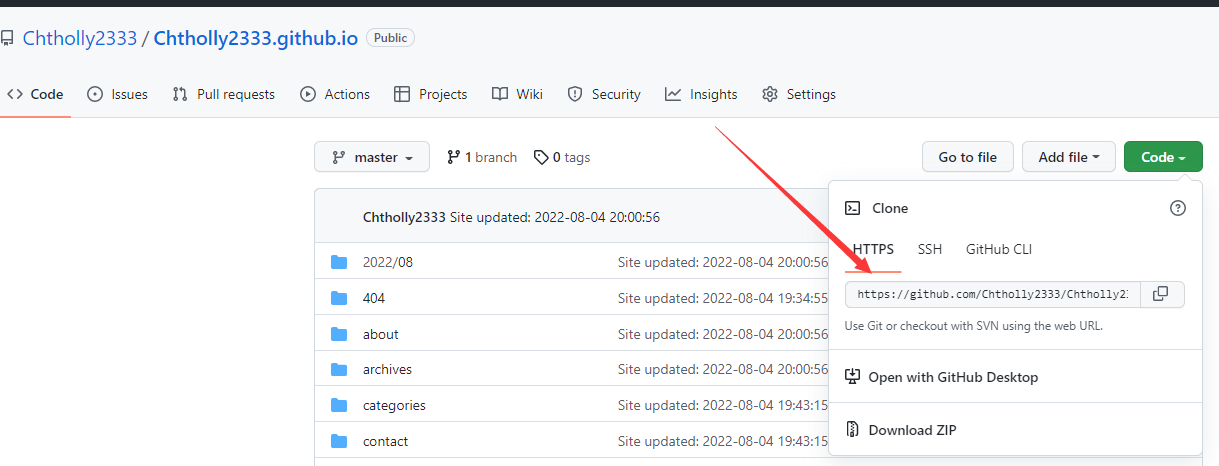 Chtholly2333 / Chtholly2333.github.io Public
Code Issues Pull requests Actions Projects Wiki Security Insights Settings
master 1 branch 0 tags Go to file Add file Code
Chtholly2333 Site updated: 2022-08-04 20:00:56
2022/08 Site updated: 2022-08-04 20:00:56
404 Site updated: 2022-08-04 19:34:55
about Site updated: 2022-08-04 20:00:56
archives Site updated: 2022-08-04 20:00:56
categories Site updated: 2022-08-04 19:43:15
contact Site updated: 2022-08-04 19:43:15
Clone
HTTPS SSH GitHub CLI
https://github.com/Chtholly2333/Chtholly23
Use Git or checkout with SVN using the web URL.
Open with GitHub Desktop
Download ZIP